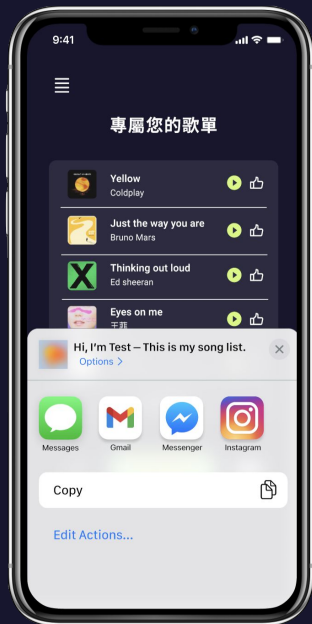 9:41
專屬您的歌單
Yellow
Coldplay
Just the way you are
Bruno Mars
Thinking out loud
Ed sheeran
Eyes on me
王菲
Hi, I'm Test – This is my song list.
Options >
Messages
Gmail
Messenger
Instagram
Copy
Edit Actions...